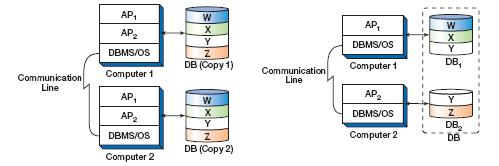 AP1
AP2
DBMS/OS
Computer 1
W
X
Y
Z
DB (Copy 1)
Communication
Line
AP1
AP2
DBMS/OS
Computer 2
W
X
Y
Z
DB (Copy 2)
AP1
DBMS/OS
Computer 1
W
X
Y
DB1
Communication
Line
AP2
DBMS/OS
Computer 2
Y
Z
DB2
DB